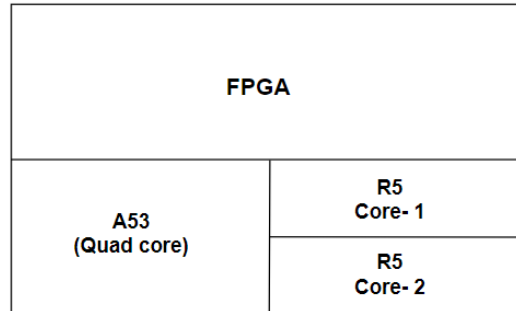 FPGA
A53
(Quad core)
R5
Core- 1
R5
Core- 2